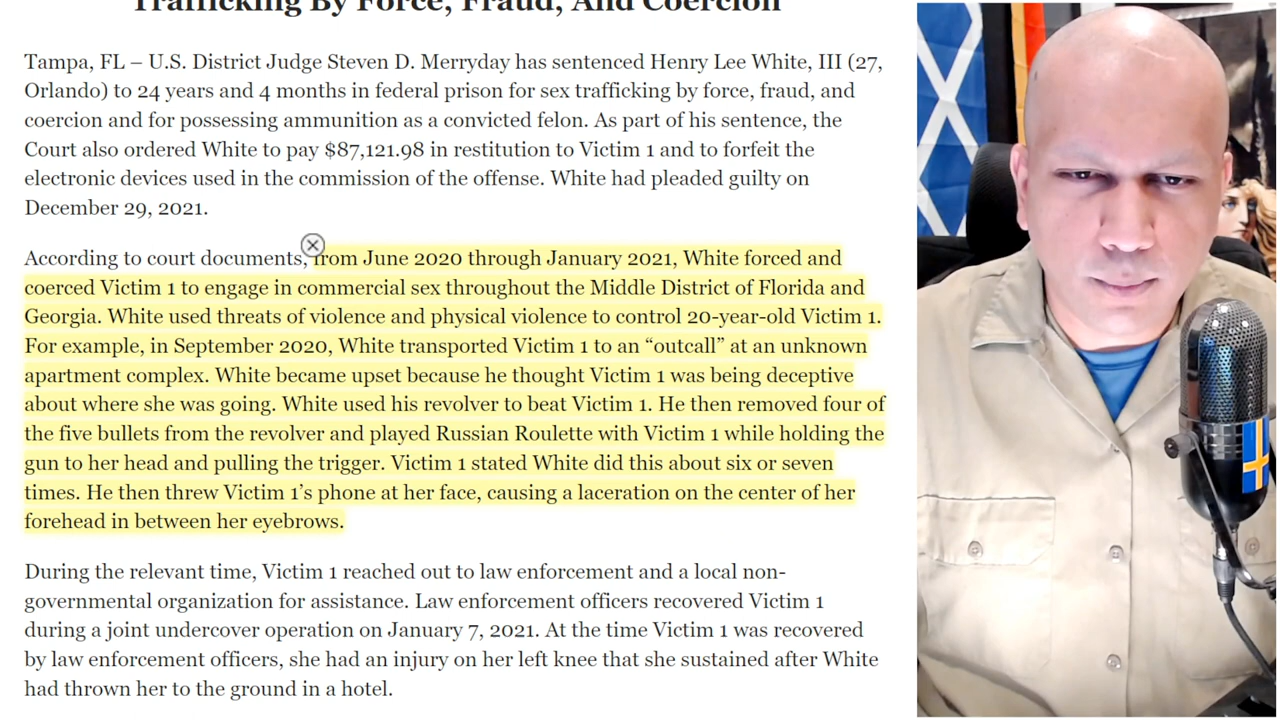 Trafficking By Force, Fraud, And Coercion
Tampa, FL – U.S. District Judge Steven D. Merryday has sentenced Henry Lee White, III (27,
Orlando) to 24 years and 4 months in federal prison for sex trafficking by force, fraud, and
coercion and for possessing ammunition as a convicted felon. As part of his sentence, the
Court also ordered White to pay $87,121.98 in restitution to Victim 1 and to forfeit the
electronic devices used in the commission of the offense. White had pleaded guilty on
December 29, 2021.
According to court documents, from June 2020 through January 2021, White forced and
coerced Victim 1 to engage in commercial sex throughout the Middle District of Florida and
Georgia. White used threats of violence and physical violence to control 20-year-old Victim 1.
For example, in September 2020, White transported Victim 1 to an “outcall” at an unknown
apartment complex. White became upset because he thought Victim 1 was being deceptive
about where she was going. White used his revolver to beat Victim 1. He then removed four of
the five bullets from the revolver and played Russian Roulette with Victim 1 while holding the
gun to her head and pulling the trigger. Victim 1 stated White did this about six or seven
times. He then threw Victim 1’s phone at her face, causing a laceration on the center of her
forehead in between her eyebrows.
During the relevant time, Victim 1 reached out to law enforcement and a local non-
governmental organization for assistance. Law enforcement officers recovered Victim 1
during a joint undercover operation on January 7, 2021. At the time Victim 1 was recovered
by law enforcement officers, she had an injury on her left knee that she sustained after White
had thrown her to the ground in a hotel.